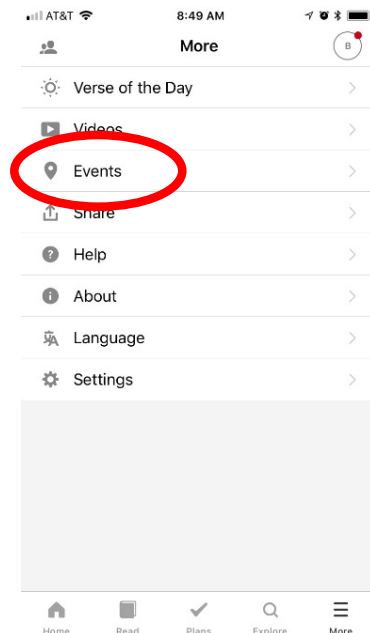 AT&T 8:49 AM
More
B
Verse of the Day
Videos
Events
Share
Help
About
Language
Settings
Home Read Plans Explore More